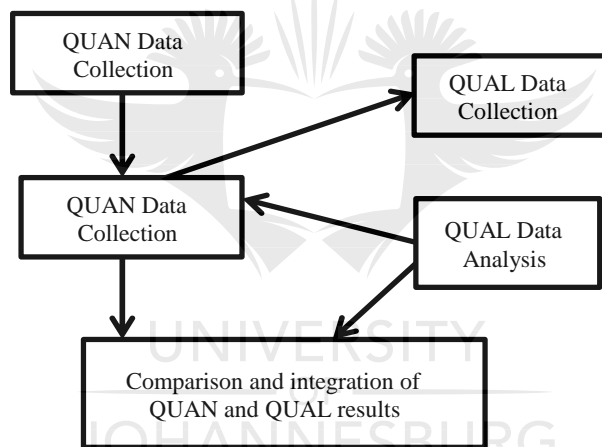 QUAN Data
Collection
QUAL Data
Collection
QUAN Data
Collection
QUAL Data
Analysis
UNIVERSITY
Comparison and integration of
QUAN and QUAL results
OF
JOHANNESBURG